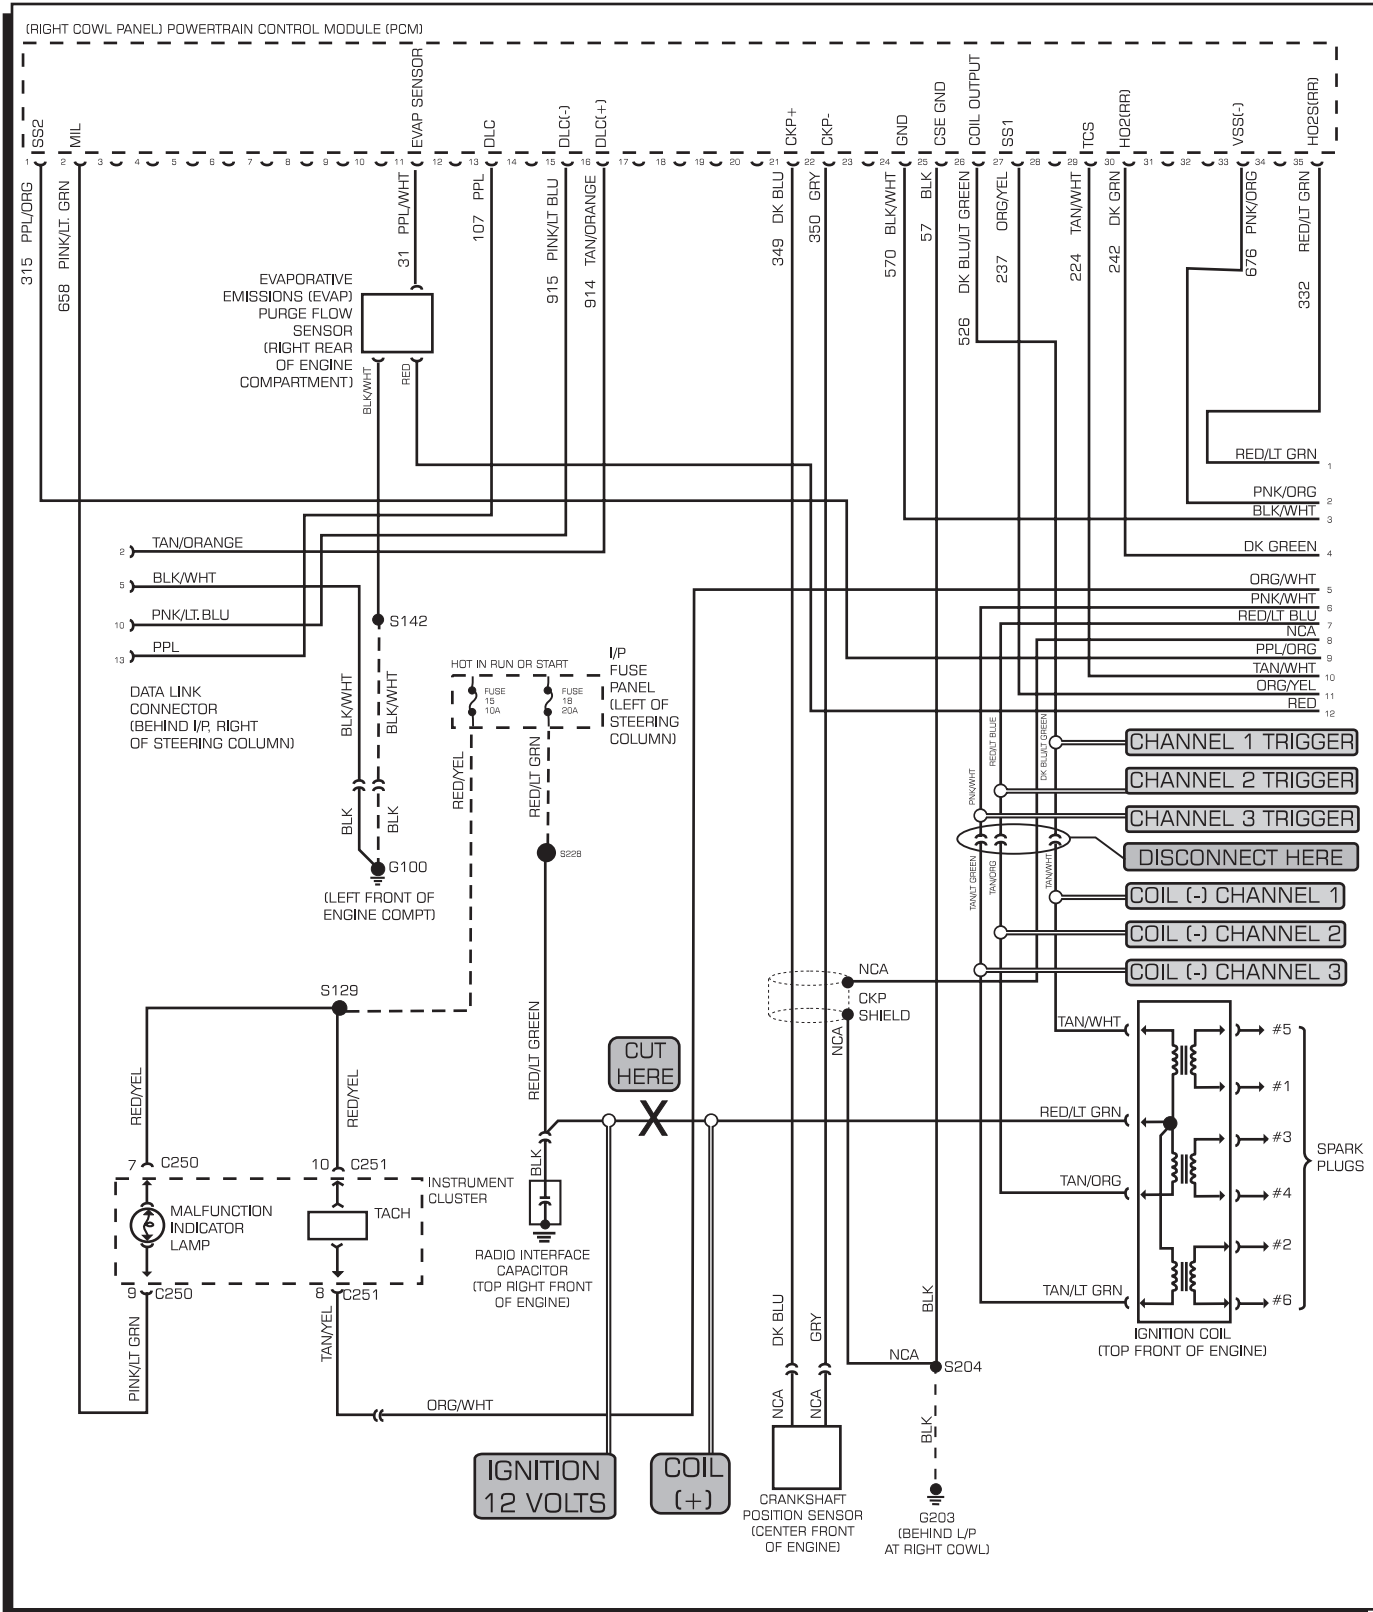 (RIGHT COWL PANEL) POWERTRAIN CONTROL MODULE (PCM)
SS2
MIL
EVAP SENSOR
DLC
DLC(-)
DLC(+)
CKP+
CKP-
GND
CSE GND
COIL OUTPUT
SS1
TCS
HO2(RR)
VSS(-)
HO2S(RR)
1 2 3 4 5 6 7 8 9 10 11 12 13 14 15 16 17 18 19 20 21 22 23 24 25 26 27 28 29 30 31 32 33 34 35
315 PPL/ORG
658 PINK/LT. GRN
31 PPL/WHT
107 PPL
915 PINK/LT BLU
914 TAN/ORANGE
349 DK BLU
350 GRY
570 BLK/WHT
57 BLK
526 DK BLU/LT GREEN
237 ORG/YEL
224 TAN/WHT
242 DK GRN
676 PNK/ORG
332 RED/LT GRN
EVAPORATIVE
EMISSIONS (EVAP)
PURGE FLOW
SENSOR
(RIGHT REAR
OF ENGINE
COMPARTMENT)
BLK/WHT
RED
RED/LT GRN 1
PNK/ORG 2
BLK/WHT 3
DK GREEN 4
ORG/WHT 5
PNK/WHT 6
RED/LT BLU 7
NCA 8
PPL/ORG 9
TAN/WHT 10
ORG/YEL 11
RED 12
2 TAN/ORANGE
5 BLK/WHT
10 PNK/LT. BLU
13 PPL
DATA LINK
CONNECTOR
(BEHIND I/P, RIGHT
OF STEERING COLUMN)
S142
BLK/WHT
BLK/WHT
BLK
BLK
G100
(LEFT FRONT OF
ENGINE COMPT)
HOT IN RUN OR START
FUSE
15
10A
FUSE
18
20A
I/P
FUSE
PANEL
(LEFT OF
STEERING
COLUMN)
RED/YEL
RED/LT GRN
S228
PNK/WHT
RED/LT BLUE
DK BLU/LT GREEN
CHANNEL 1 TRIGGER
CHANNEL 2 TRIGGER
CHANNEL 3 TRIGGER
DISCONNECT HERE
COIL (-) CHANNEL 1
COIL (-) CHANNEL 2
COIL (-) CHANNEL 3
TAN/LT GREEN
TAN/ORG
TAN/WHT
NCA
CKP
SHIELD
NCA
S129
RED/YEL
RED/YEL
RED/LT GREEN
CUT
HERE
X
TAN/WHT
RED/LT GRN
TAN/ORG
TAN/LT GRN
#5
#1
#3
#4
#2
#6
SPARK
PLUGS
IGNITION COIL
(TOP FRONT OF ENGINE)
7 C250
10 C251
INSTRUMENT
CLUSTER
MALFUNCTION
INDICATOR
LAMP
TACH
9 C250
8 C251
BLK
RADIO INTERFACE
CAPACITOR
(TOP RIGHT FRONT
OF ENGINE)
PINK/LT GRN
TAN/YEL
ORG/WHT
DK BLU
GRY
BLK
NCA
S204
NCA
NCA
BLK
IGNITION
12 VOLTS
COIL
(+)
CRANKSHAFT
POSITION SENSOR
(CENTER FRONT
OF ENGINE)
G203
(BEHIND L/P
AT RIGHT COWL)